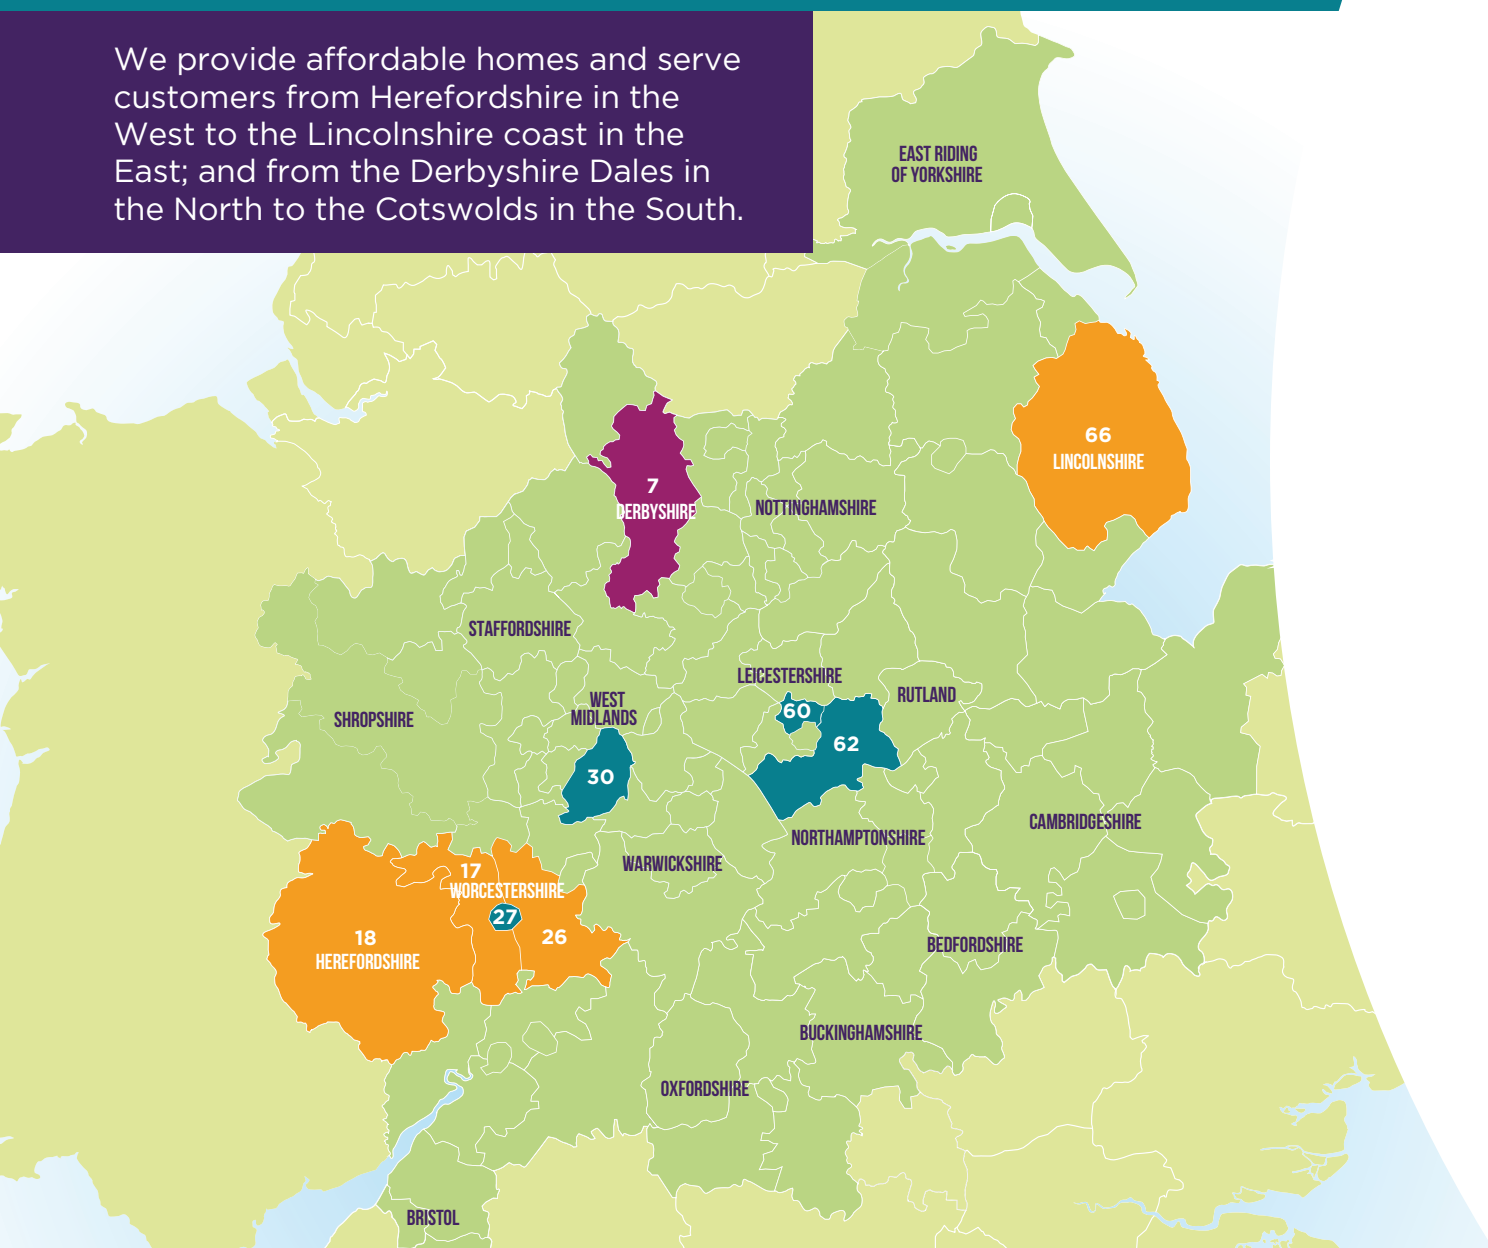 We provide affordable homes and serve
customers from Herefordshire in the
West to the Lincolnshire coast in the
East; and from the Derbyshire Dales in
the North to the Cotswolds in the South.
EAST RIDING
OF YORKSHIRE
66
LINCOLNSHIRE
7
DERBYSHIRE
NOTTINGHAMSHIRE
STAFFORDSHIRE
LEICESTERSHIRE
RUTLAND
WEST
MIDLANDS
SHROPSHIRE
60
62
30
CAMBRIDGESHIRE
NORTHAMPTONSHIRE
WARWICKSHIRE
17
WORCESTERSHIRE
27
26
18
HEREFORDSHIRE
BEDFORDSHIRE
BUCKINGHAMSHIRE
OXFORDSHIRE
BRISTOL